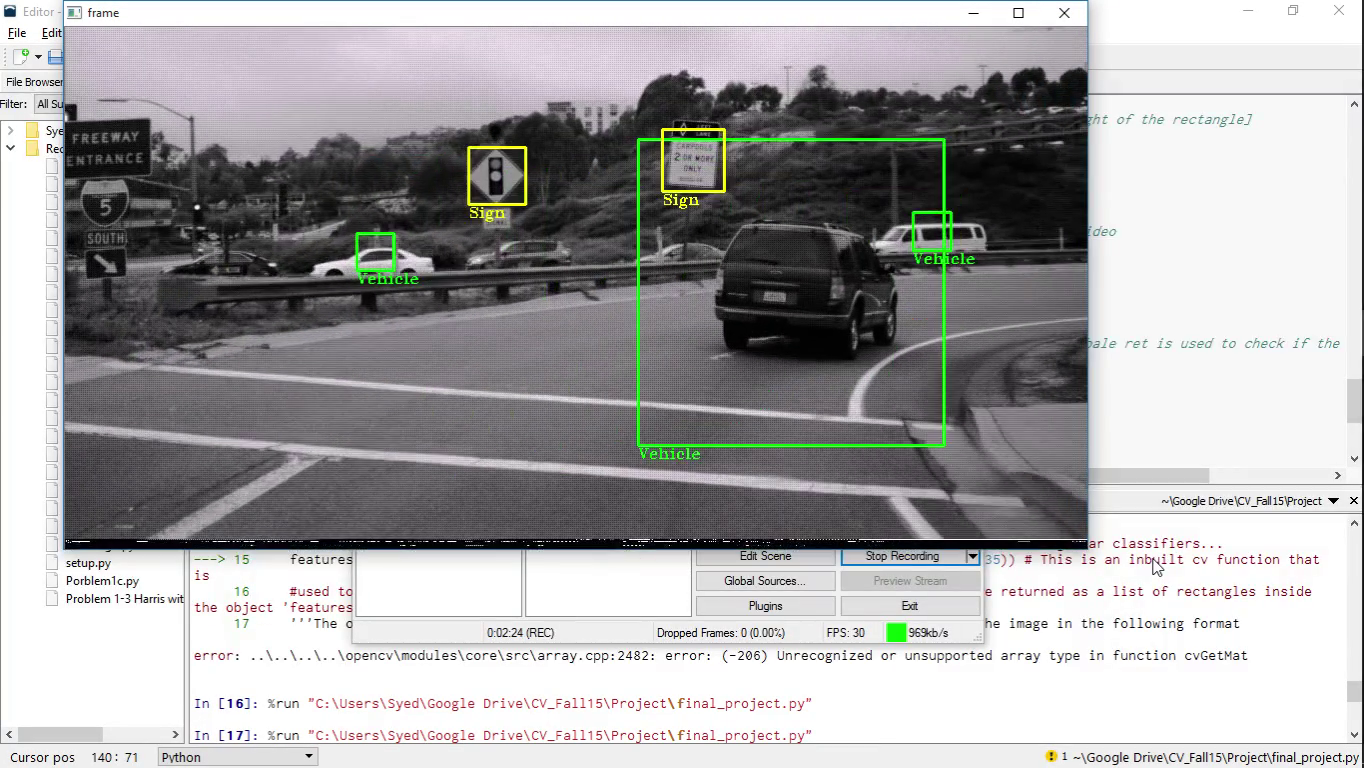 Editor -
frame
File Edit
File Browser
Filter: All Su
Sye
Rec
setup.py
Porblem1c.py
Problem 1-3 Harris wit
FREEWAY
ENTRANCE
5
SOUTH
LEFT
LANE
CARPOOLS
2 OR MORE
ONLY
Sign
Sign
Vehicle
Vehicle
Vehicle
ght of the rectangle]
ideo
bale ret is used to check if the
~\Google Drive\CV_Fall15\Project
ar classifiers...
---> 15 features 35)) # This is an inbuilt cv function that
is
16 #used to e returned as a list of rectangles inside
the object 'features
17 '''The o the image in the following format
error: ..\..\..\..\opencv\modules\core\src\array.cpp:2482: error: (-206) Unrecognized or unsupported array type in function cvGetMat
In [16]: %run "C:\Users\Syed\Google Drive\CV_Fall15\Project\final_project.py"
In [17]: %run "C:\Users\Syed\Google Drive\CV_Fall15\Project\final_project.py"
Edit Scene
Stop Recording
Global Sources...
Preview Stream
Plugins
Exit
0:02:24 (REC)
Dropped Frames: 0 (0.00%)
FPS: 30
969kb/s
Cursor pos 140: 71 Python
1 ~\Google Drive\CV_Fall15\Project\final_project.py